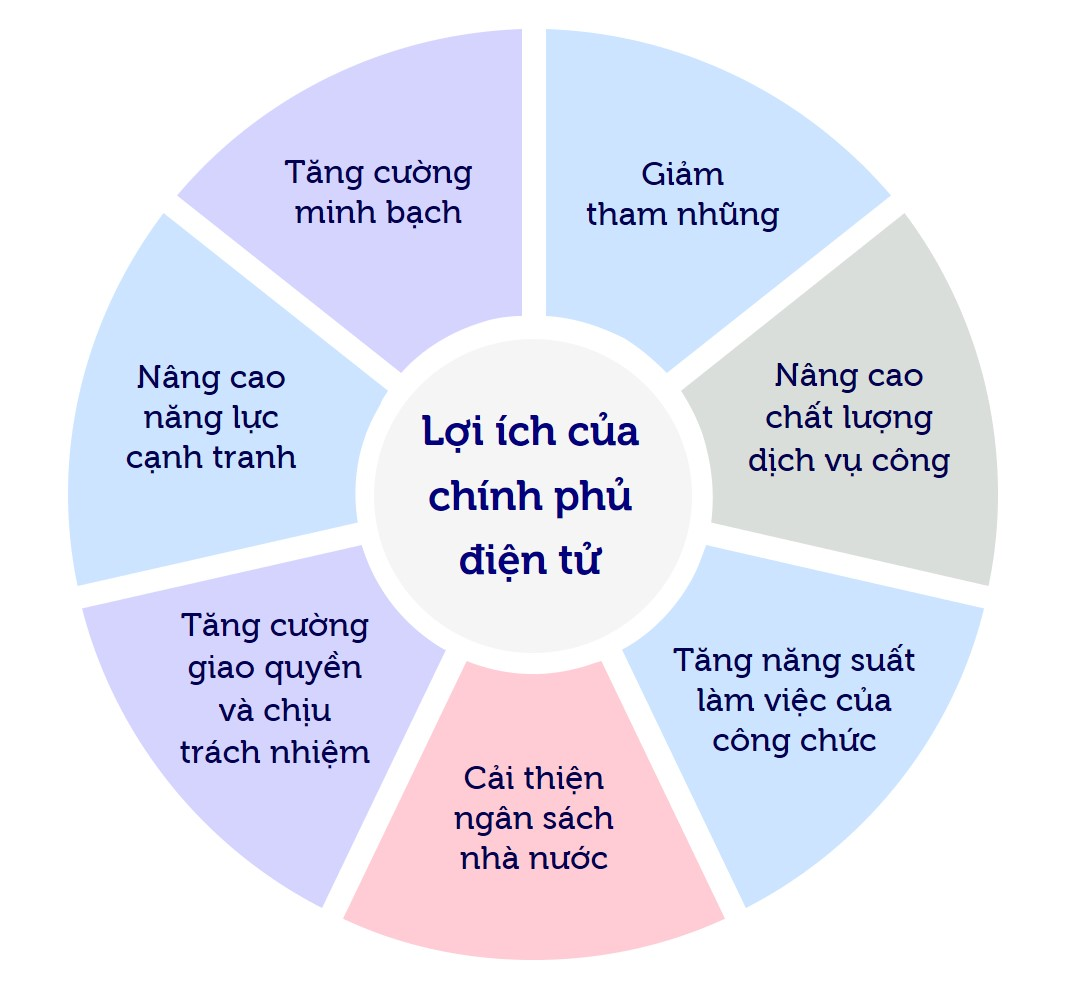 Tăng cường
minh bạch
Giảm
tham nhũng
Nâng cao
năng lực
cạnh tranh
Lợi ích của
chính phủ
điện tử
Nâng cao
chất lượng
dịch vụ công
Tăng cường
giao quyền
và chịu
trách nhiệm
Cải thiện
ngân sách
nhà nước
Tăng năng suất
làm việc của
công chức